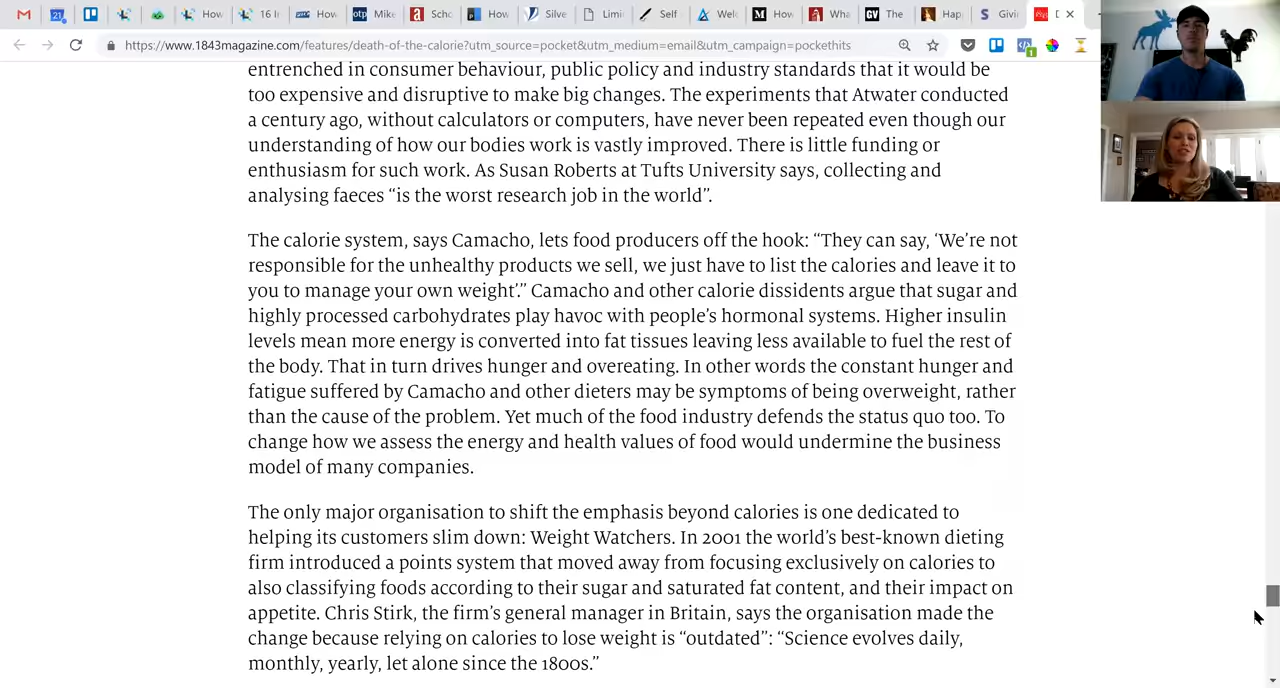 How
16 I
How
Mike
Scho
How
Silve
Limi
Self
Welc
How
Wha
The
Hap
Givi
https://www.1843magazine.com/features/death-of-the-calorie?utm_source=pocket&utm_medium=email&utm_campaign=pockethits
entrenched in consumer behaviour, public policy and industry standards that it would be
too expensive and disruptive to make big changes. The experiments that Atwater conducted
a century ago, without calculators or computers, have never been repeated even though our
understanding of how our bodies work is vastly improved. There is little funding or
enthusiasm for such work. As Susan Roberts at Tufts University says, collecting and
analysing faeces “is the worst research job in the world”.
The calorie system, says Camacho, lets food producers off the hook: “They can say, ‘We’re not
responsible for the unhealthy products we sell, we just have to list the calories and leave it to
you to manage your own weight’.” Camacho and other calorie dissidents argue that sugar and
highly processed carbohydrates play havoc with people’s hormonal systems. Higher insulin
levels mean more energy is converted into fat tissues leaving less available to fuel the rest of
the body. That in turn drives hunger and overeating. In other words the constant hunger and
fatigue suffered by Camacho and other dieters may be symptoms of being overweight, rather
than the cause of the problem. Yet much of the food industry defends the status quo too. To
change how we assess the energy and health values of food would undermine the business
model of many companies.
The only major organisation to shift the emphasis beyond calories is one dedicated to
helping its customers slim down: Weight Watchers. In 2001 the world’s best-known dieting
firm introduced a points system that moved away from focusing exclusively on calories to
also classifying foods according to their sugar and saturated fat content, and their impact on
appetite. Chris Stirk, the firm’s general manager in Britain, says the organisation made the
change because relying on calories to lose weight is “outdated”: “Science evolves daily,
monthly, yearly, let alone since the 1800s.”